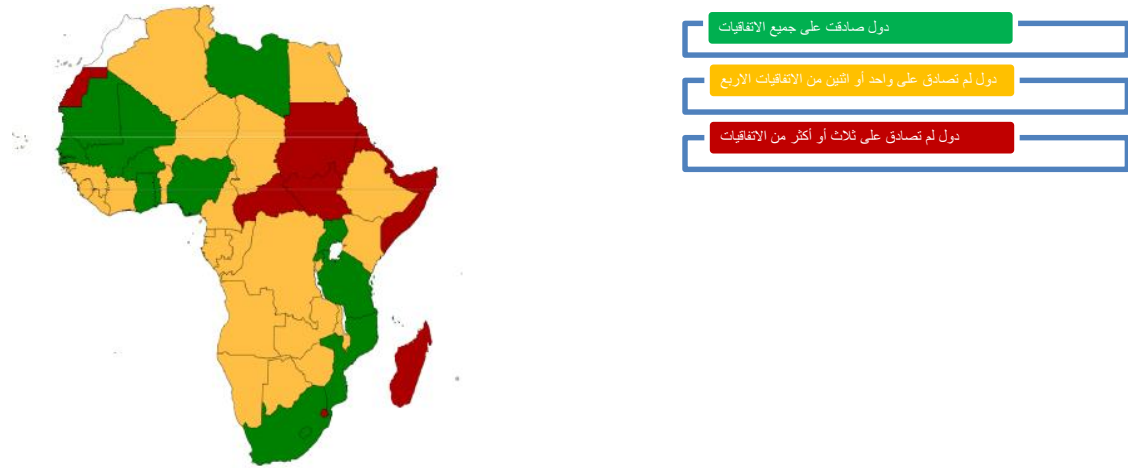 دول صادقت على جميع الاتفاقيات
دول لم تصادق على واحد أو اثنين من الاتفاقيات الاربع
دول لم تصادق على ثلاث أو أكثر من الاتفاقيات